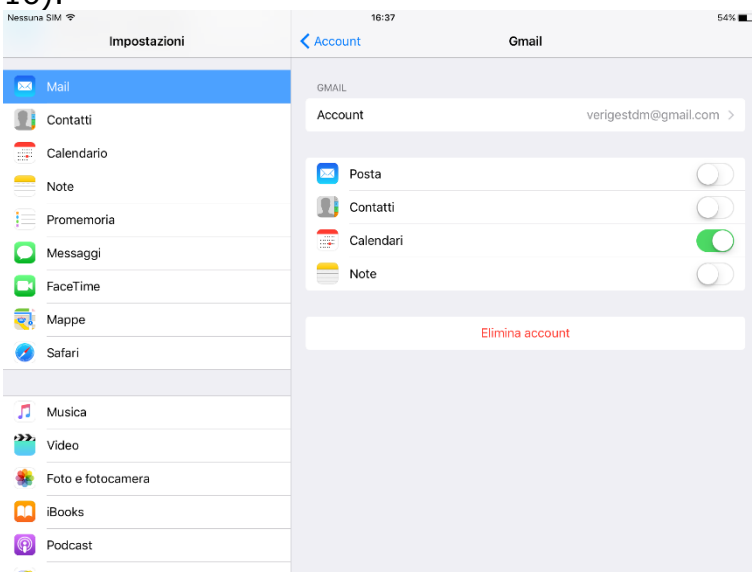 10).
Nessuna SIM 16:37 54%
Impostazioni
Account Gmail
Mail
Contatti
Calendario
Note
Promemoria
Messaggi
FaceTime
Mappe
Safari
Musica
Video
Foto e fotocamera
iBooks
Podcast
GMAIL
Account verigestdm@gmail.com
Posta
Contatti
Calendari
Note
Elimina account